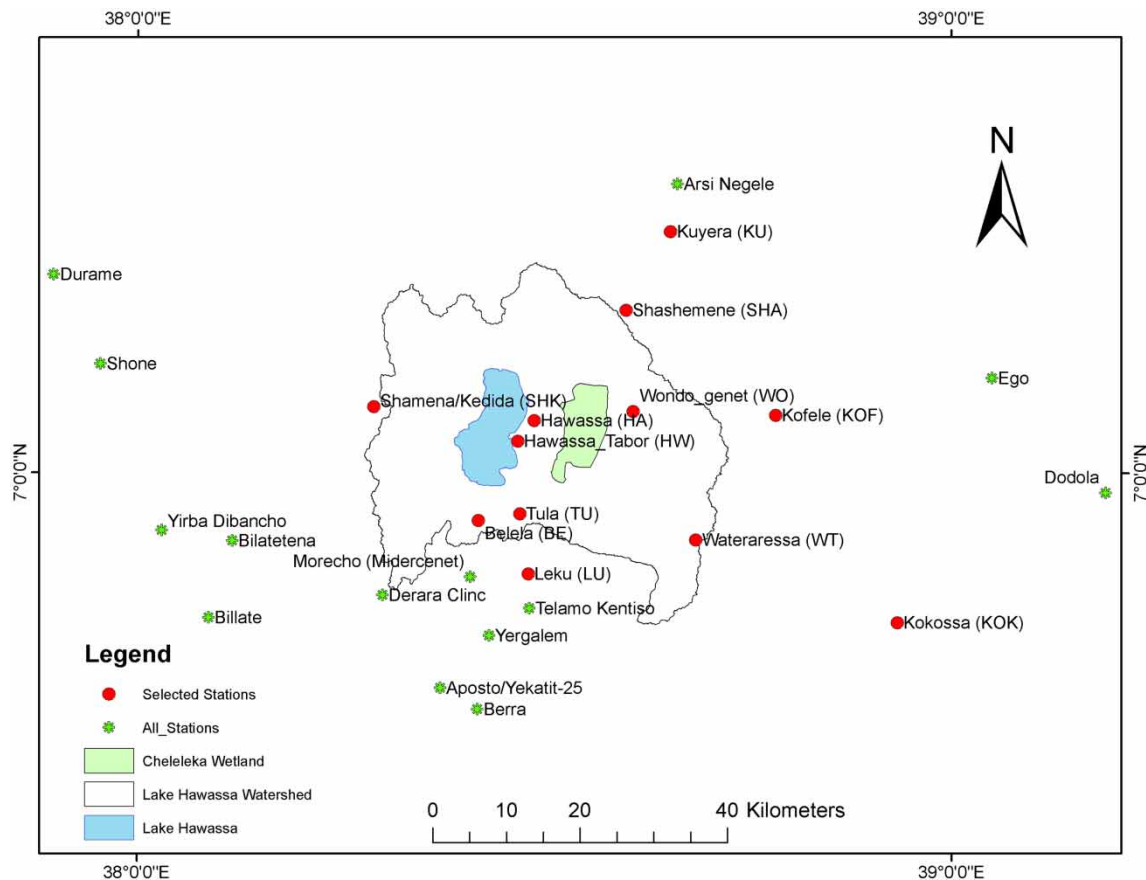 38°0'0"E
39°0'0"E
N
Arsi Negele
Kuyera (KU)
Durame
Shashemene (SHA)
Shone
Ego
Wondo_genet (WO)
Shamena/Kedida (SHK)
Kofele (KOF)
Hawassa (HA)
Hawassa_Tabor (HW)
7°0'0"N
7°0'0"N
Dodola
Tula (TU)
Yirba Dibancho
Belela (BE)
Bilatetena
Wateraressa (WT)
Morecho (Midercenet)
Leku (LU)
Derara Clinc
Telamo Kentiso
Billate
Kokossa (KOK)
Yergalem
Aposto/Yekatit-25
Berra
Legend
Selected Stations
All_Stations
Cheleleka Wetland
Lake Hawassa Watershed
Lake Hawassa
0 10 20 40 Kilometers
38°0'0"E
39°0'0"E